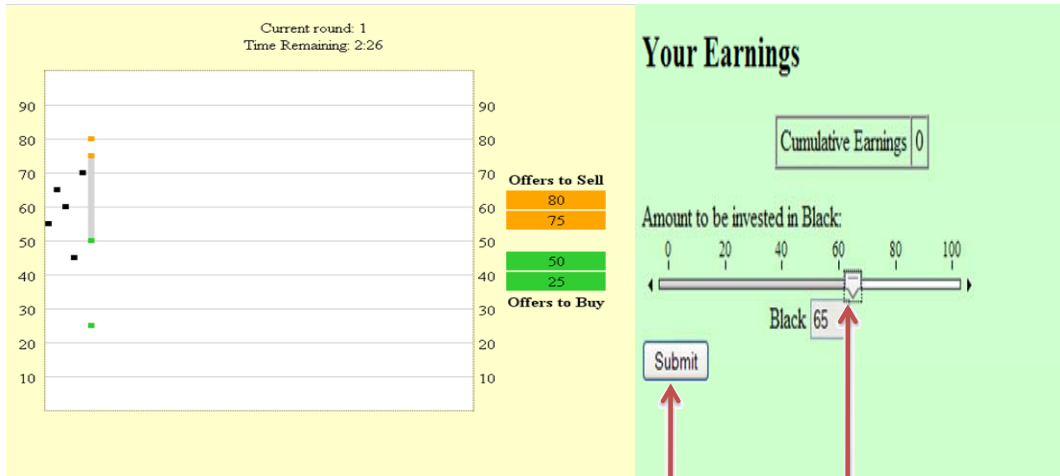 Current round: 1
Time Remaining: 2:26
90
80
70
60
50
40
30
20
10
90
80
70
60
50
40
30
20
10
Offers to Sell
80
75
50
25
Offers to Buy
Your Earnings
Cumulative Earnings 0
Amount to be invested in Black:
0 20 40 60 80 100
Black 65
Submit